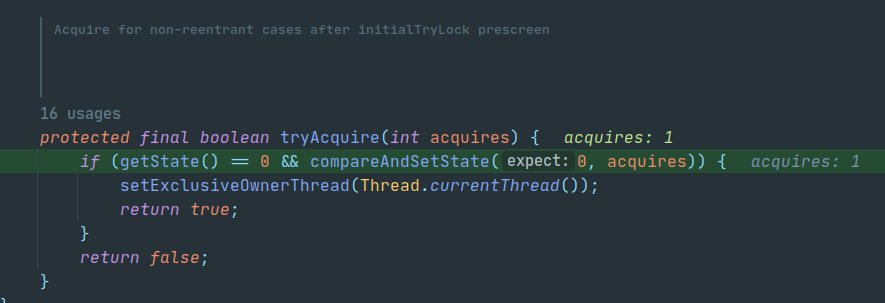 Acquire for non-reentrant cases after initialTryLock prescreen
16 usages
protected final boolean tryAcquire(int acquires) { acquires: 1
if (getState() == 0 && compareAndSetState( expect: 0, acquires)) { acquires: 1
setExclusiveOwnerThread(Thread.currentThread());
return true;
}
return false;
}